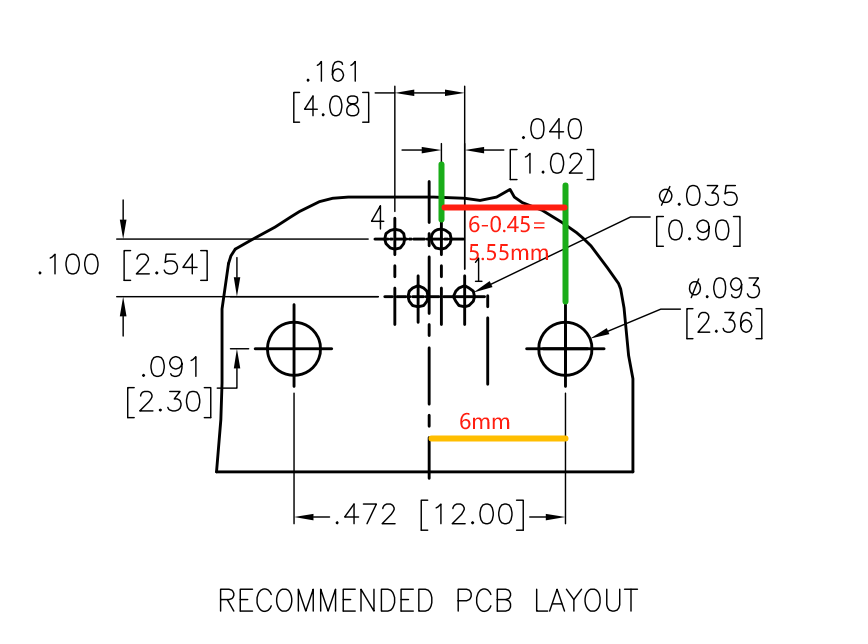 .161
[4.08]
.040
[1.02]
ø.035
[0.90]
4
6-0.45=
5.55mm
1
.100 [2.54]
ø.093
[2.36]
.091
[2.30]
6mm
.472 [12.00]
RECOMMENDED PCB LAYOUT